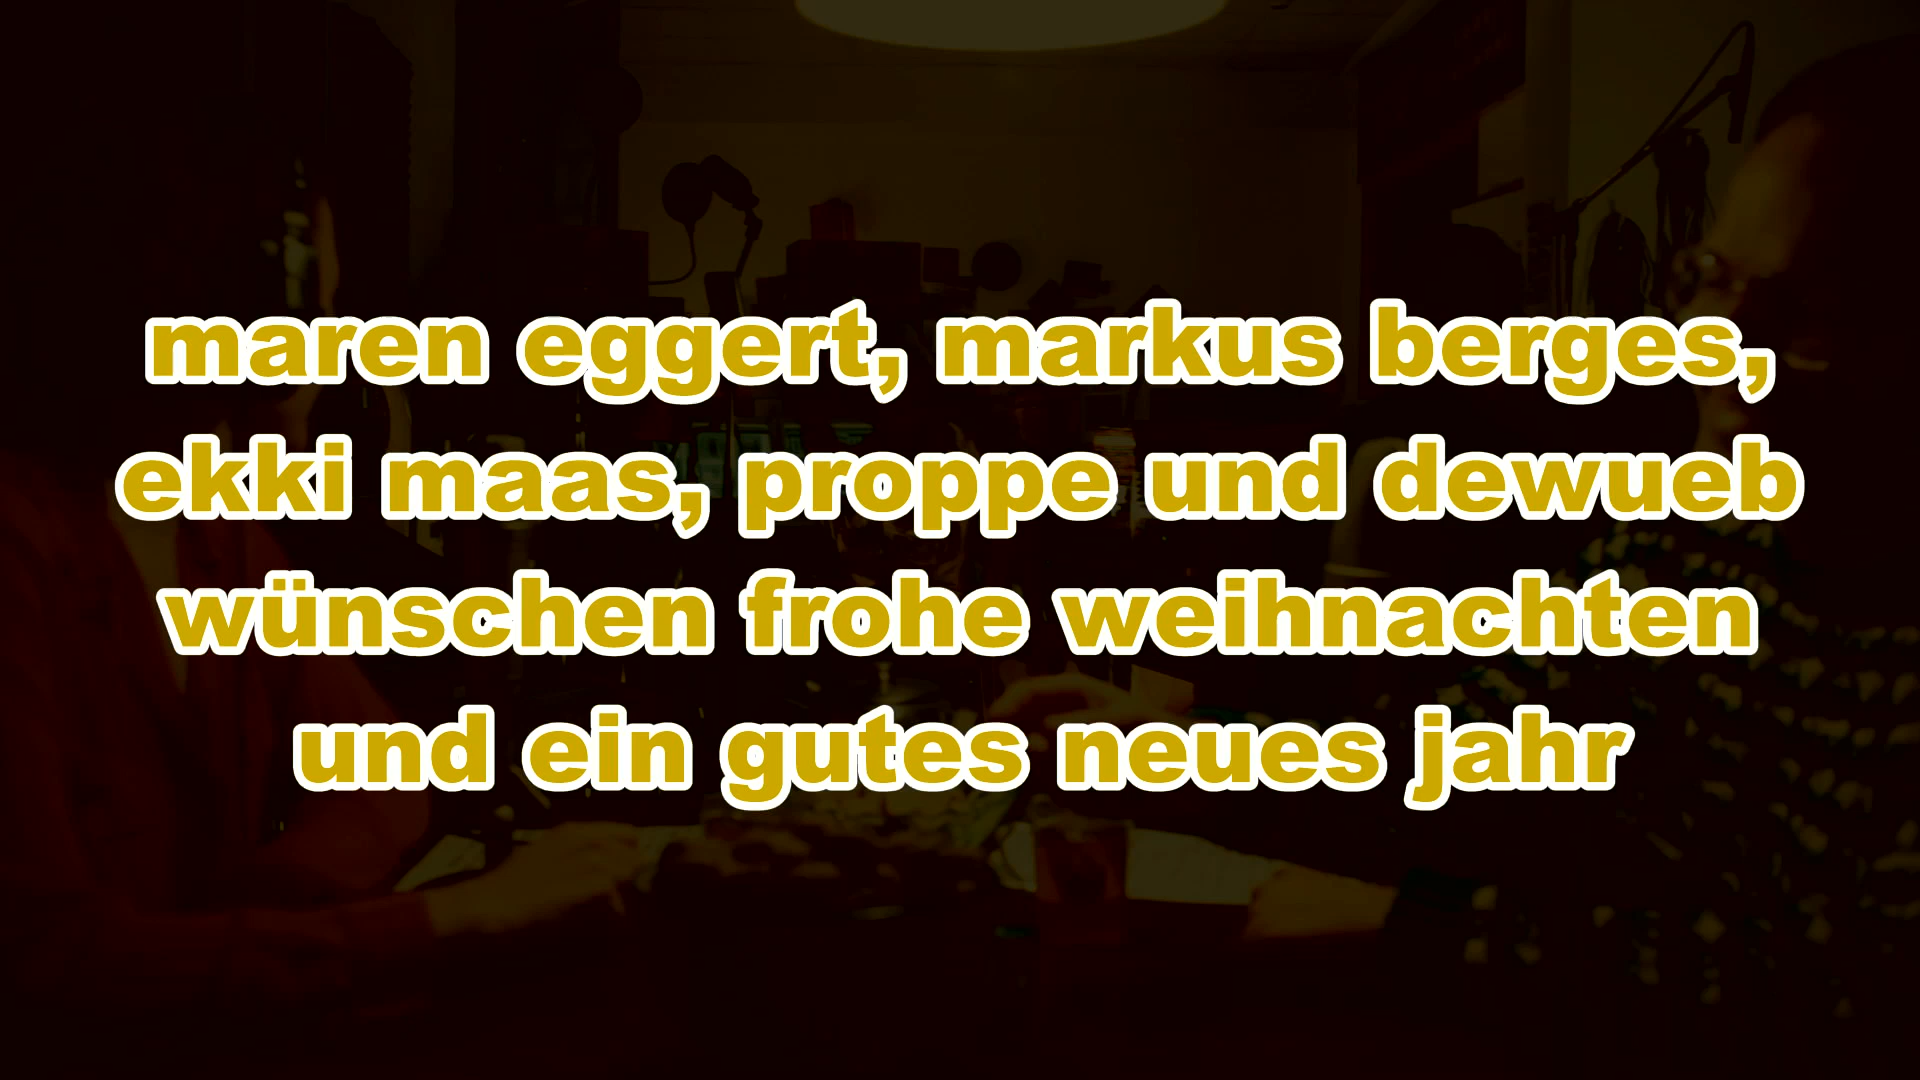 maren eggert, markus berges,
ekki maas, proppe und dewueb
wünschen frohe weihnachten
und ein gutes neues jahr